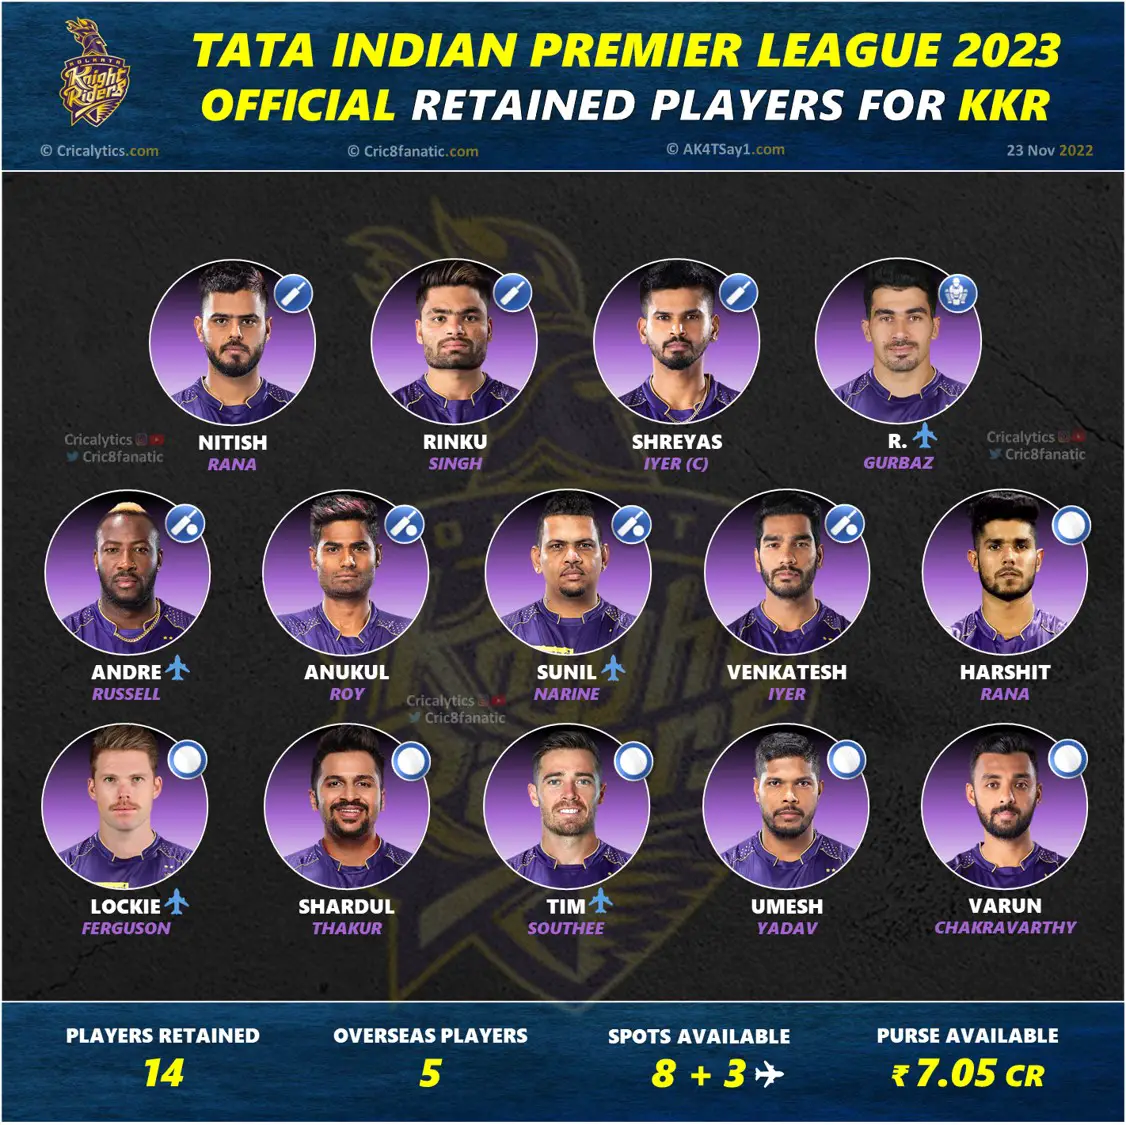 KOLKATA
Knight
Riders
TATA INDIAN PREMIER LEAGUE 2023
OFFICIAL RETAINED PLAYERS FOR KKR
© Cricalytics.com
© Cric8fanatic.com
© AK4TSay1.com
23 Nov 2022
NITISH
RANA
RINKU
SINGH
SHREYAS
IYER (C)
R.
GURBAZ
Cricalytics
Cric8fanatic
Cricalytics
Cric8fanatic
ANDRE
RUSSELL
ANUKUL
ROY
SUNIL
NARINE
VENKATESH
IYER
HARSHIT
RANA
Cricalytics
Cric8fanatic
LOCKIE
FERGUSON
SHARDUL
THAKUR
TIM
SOUTHEE
UMESH
YADAV
VARUN
CHAKRAVARTHY
PLAYERS RETAINED
14
OVERSEAS PLAYERS
5
SPOTS AVAILABLE
8 + 3
PURSE AVAILABLE
₹ 7.05 CR